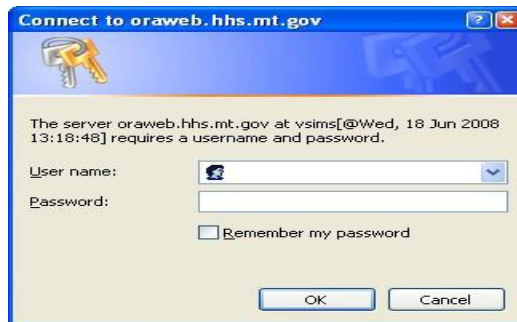 Connect to oraweb.hhs.mt.gov
The server oraweb.hhs.mt.gov at vsims[@Wed, 18 Jun 2008
13:18:48] requires a username and password.
User name:
Password:
Remember my password
OK
Cancel